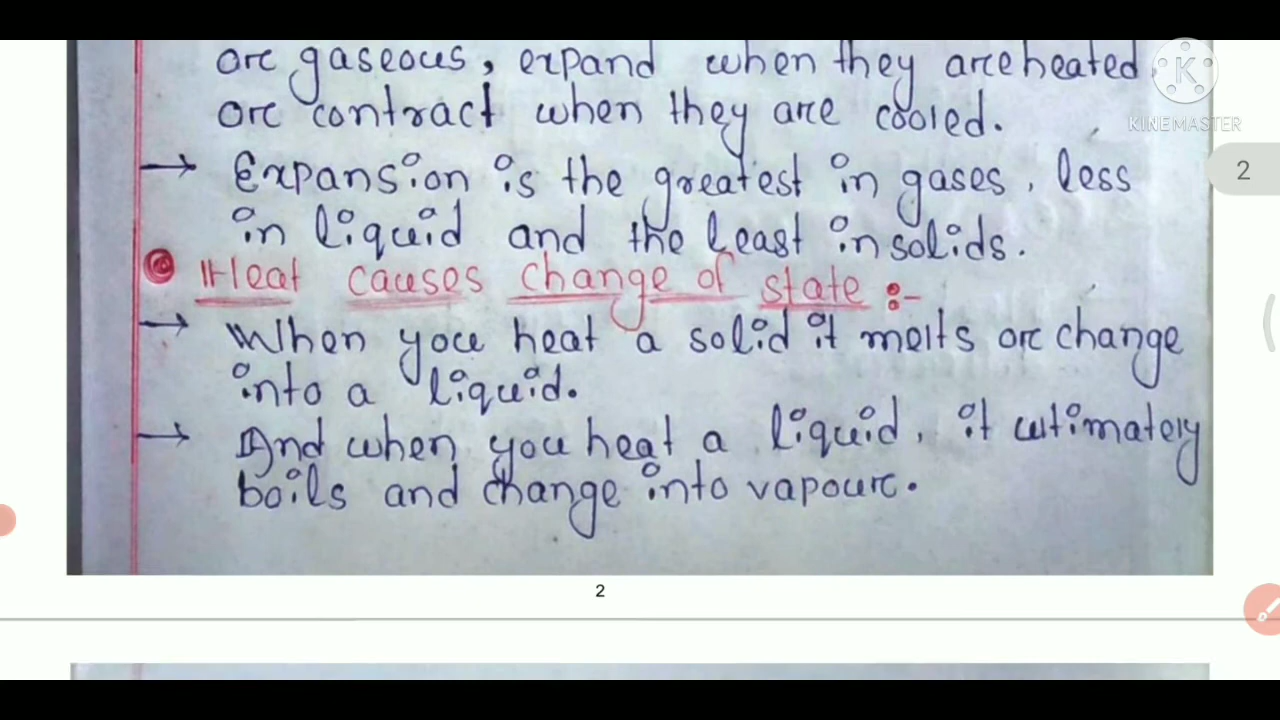 or gaseous, expand when they are heated,
or contract when they are cooled.
→ Expansion is the greatest in gases, less
in liquid and the least in solids.
Heat causes change of state :-
→ When you heat a solid it melts or change
into a liquid.
→ And when you heat a liquid, it ultimately
boils and change into vapour.
2
2
K
KINEMASTER